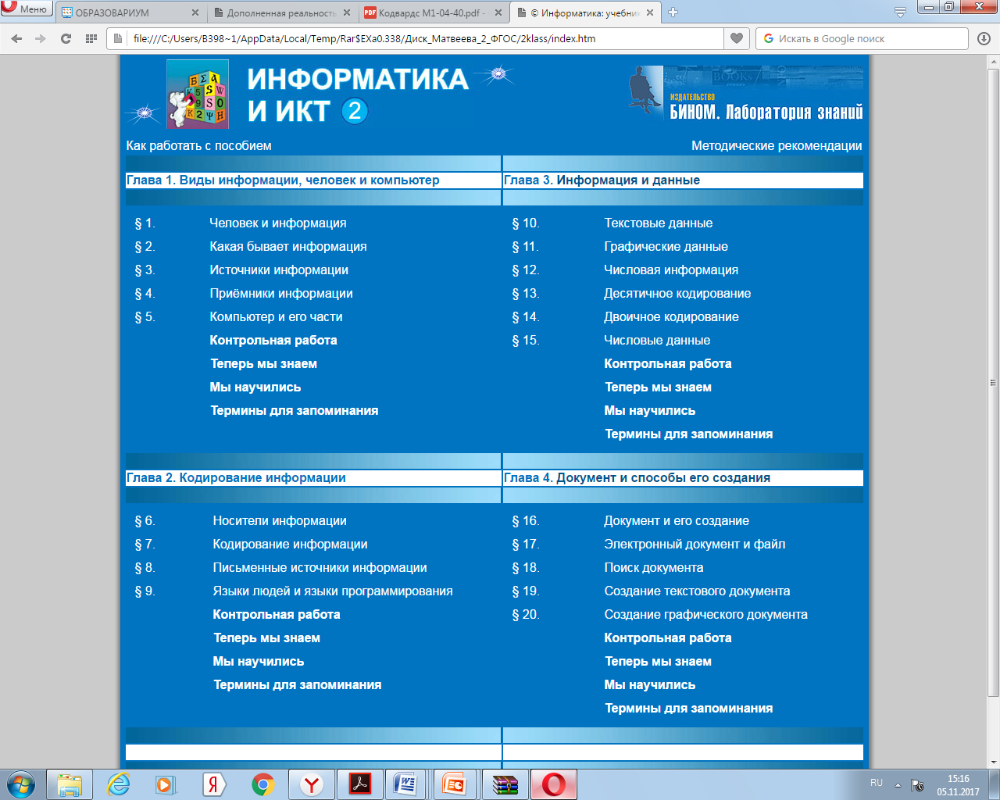 Меню
ОБРАЗОВАРИУМ
Дополненная реальность
Кодвардс М1-04-40.pdf -
© Информатика: учебник
file:///C:/Users/B398~1/AppData/Local/Temp/Rar$EXa0.338/Диск_Матвеева_2_ФГОС/2klass/index.htm
Искать в Google поиск
ИНФОРМАТИКА
И ИКТ 2
BOOKs
ИЗДАТЕЛЬСТВО
БИНОМ. Лаборатория знаний
Как работать с пособием
Методические рекомендации
Глава 1. Виды информации, человек и компьютер
§ 1. Человек и информация
§ 2. Какая бывает информация
§ 3. Источники информации
§ 4. Приёмники информации
§ 5. Компьютер и его части
Контрольная работа
Теперь мы знаем
Мы научились
Термины для запоминания
Глава 3. Информация и данные
§ 10. Текстовые данные
§ 11. Графические данные
§ 12. Числовая информация
§ 13. Десятичное кодирование
§ 14. Двоичное кодирование
§ 15. Числовые данные
Контрольная работа
Теперь мы знаем
Мы научились
Термины для запоминания
Глава 2. Кодирование информации
§ 6. Носители информации
§ 7. Кодирование информации
§ 8. Письменные источники информации
§ 9. Языки людей и языки программирования
Контрольная работа
Теперь мы знаем
Мы научились
Термины для запоминания
Глава 4. Документ и способы его создания
§ 16. Документ и его создание
§ 17. Электронный документ и файл
§ 18. Поиск документа
§ 19. Создание текстового документа
§ 20. Создание графического документа
Контрольная работа
Теперь мы знаем
Мы научились
Термины для запоминания
RU
15:16
05.11.2017